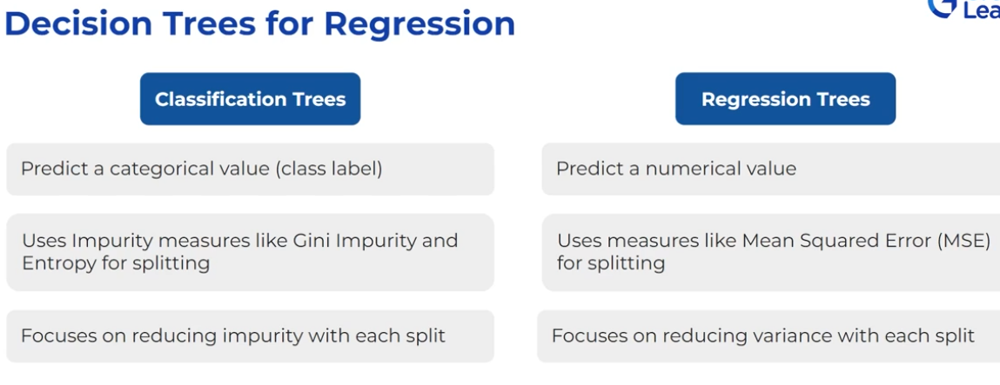 Decision Trees for Regression
Classification Trees
Predict a categorical value (class label)
Uses Impurity measures like Gini Impurity and
Entropy for splitting
Focuses on reducing impurity with each split
Regression Trees
Predict a numerical value
Uses measures like Mean Squared Error (MSE)
for splitting
Focuses on reducing variance with each split